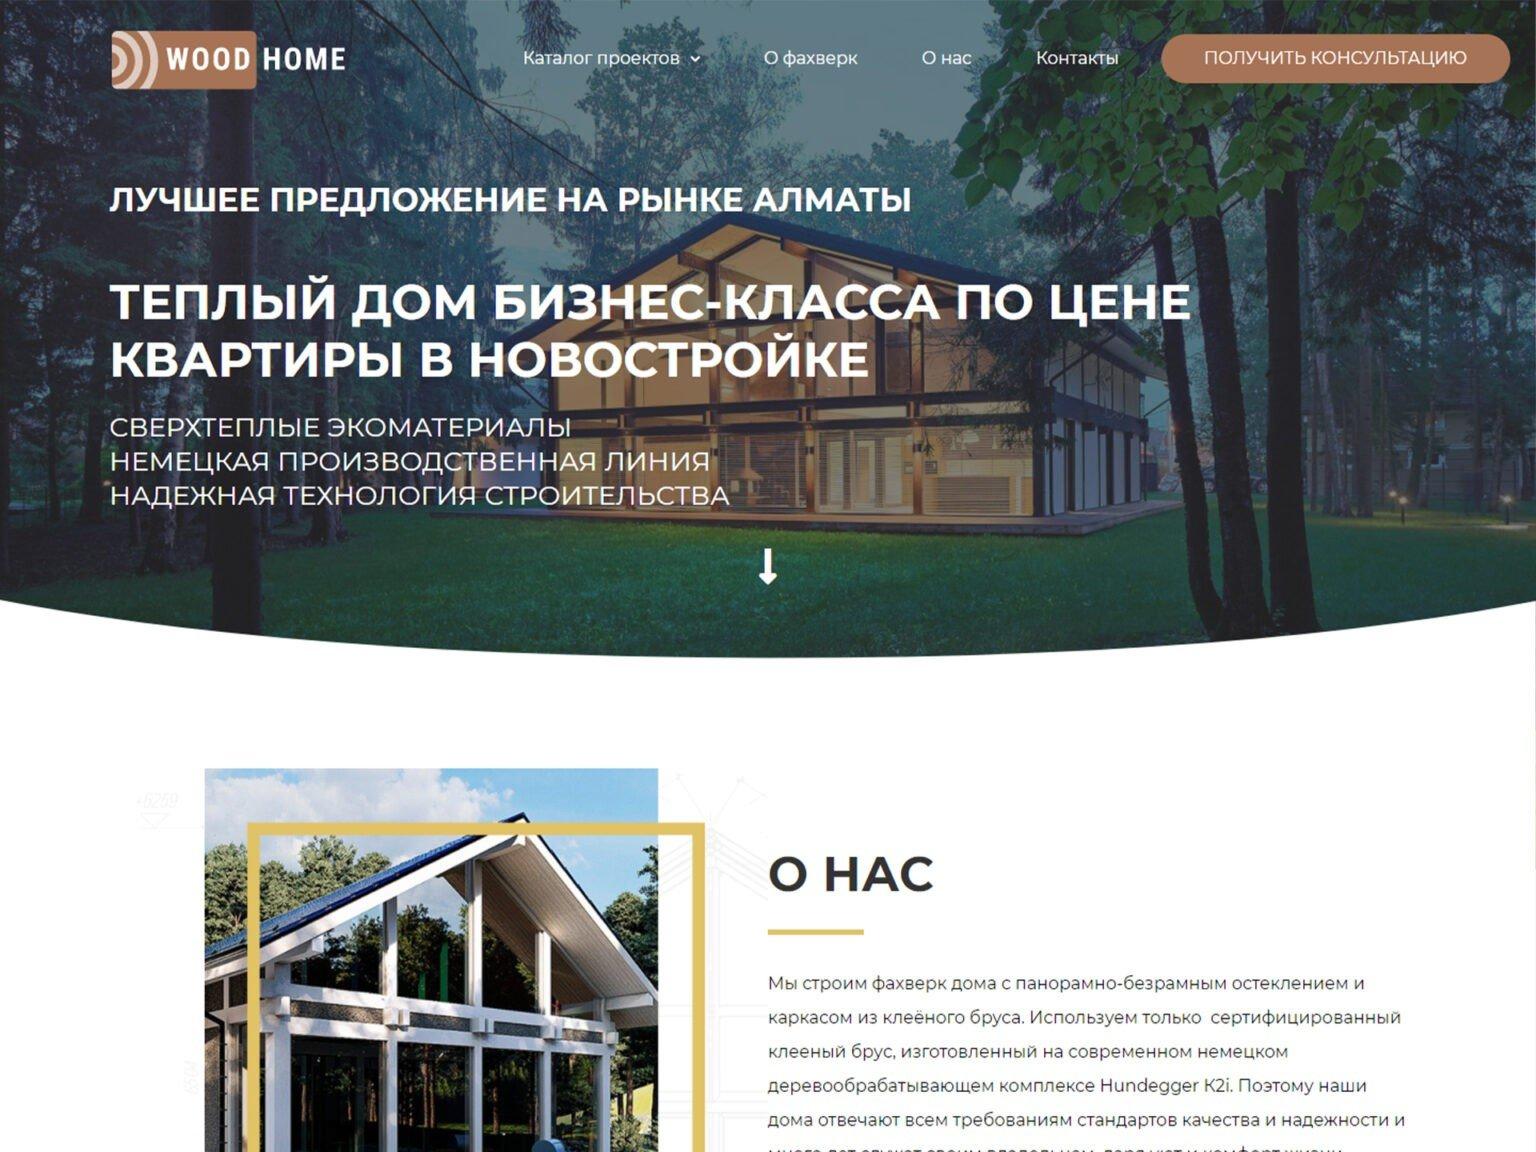 WOOD HOME
Каталог проектов
О фахверк
О нас
Контакты
ПОЛУЧИТЬ КОНСУЛЬТАЦИЮ
ЛУЧШЕЕ ПРЕДЛОЖЕНИЕ НА РЫНКЕ АЛМАТЫ
ТЕПЛЫЙ ДОМ БИЗНЕС-КЛАССА ПО ЦЕНЕ
КВАРТИРЫ В НОВОСТРОЙКЕ
СВЕРХТЕПЛЫЕ ЭКОМАТЕРИАЛЫ
НЕМЕЦКАЯ ПРОИЗВОДСТВЕННАЯ ЛИНИЯ
НАДЕЖНАЯ ТЕХНОЛОГИЯ СТРОИТЕЛЬСТВА
О НАС
Мы строим фахверк дома с панорамно-безрамным остеклением и
каркасом из клеёного бруса. Используем только сертифицированный
клееный брус, изготовленный на современном немецком
деревообрабатывающем комплексе Hundegger K2i. Поэтому наши
дома отвечают всем требованиям стандартов качества и надежности и